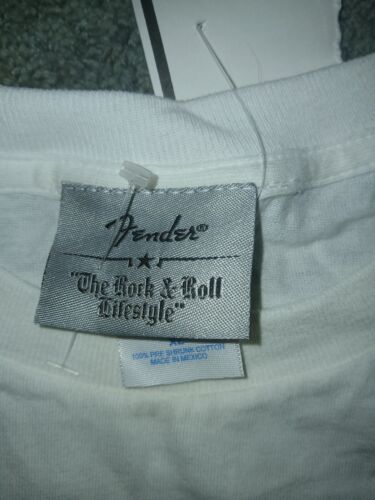 Fender®
"The Rock & Roll
Lifestyle"
100% PRE SHRUNK COTTON
MADE IN MEXICO